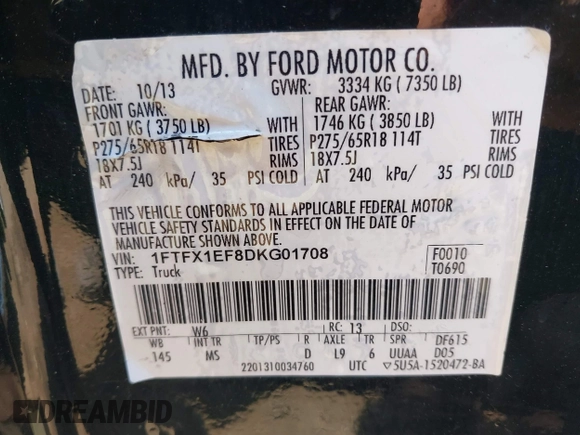 MFD. BY FORD MOTOR CO.
DATE: 10/13 GVWR: 3334 KG ( 7350 LB)
FRONT GAWR: REAR GAWR:
1701 KG ( 3750 LB) WITH 1746 KG ( 3850 LB) WITH
P275/65R18 114T TIRES P275/65R18 114T TIRES
18X7.5J RIMS 18X7.5J RIMS
AT 240 kPa/ 35 PSI COLD AT 240 kPa/ 35 PSI COLD
THIS VEHICLE CONFORMS TO ALL APPLICABLE FEDERAL MOTOR
VEHICLE SAFETY STANDARDS IN EFFECT ON THE DATE OF
MANUFACTURE SHOWN ABOVE.
VIN: 1FTFX1EF8DKG01708 F0010
TYPE: Truck T0690
EXT PNT: W6 RC: 13 DSO:
WB INT TR TP/PS R AXLE TR SPR DF615
145 MS D L9 6 UUAA D05
2201310034760 UTC ▽5U5A-1520472-BA
DREAMBID